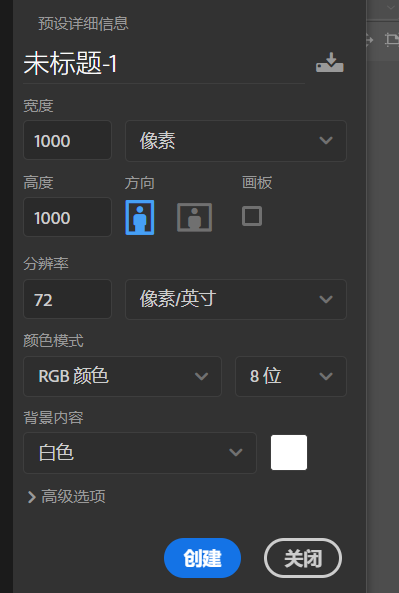 预设详细信息
未标题-1
宽度
1000 像素
高度 方向 画板
1000
分辨率
72 像素/英寸
颜色模式
RGB 颜色 8 位
背景内容
白色
高级选项
创建 关闭